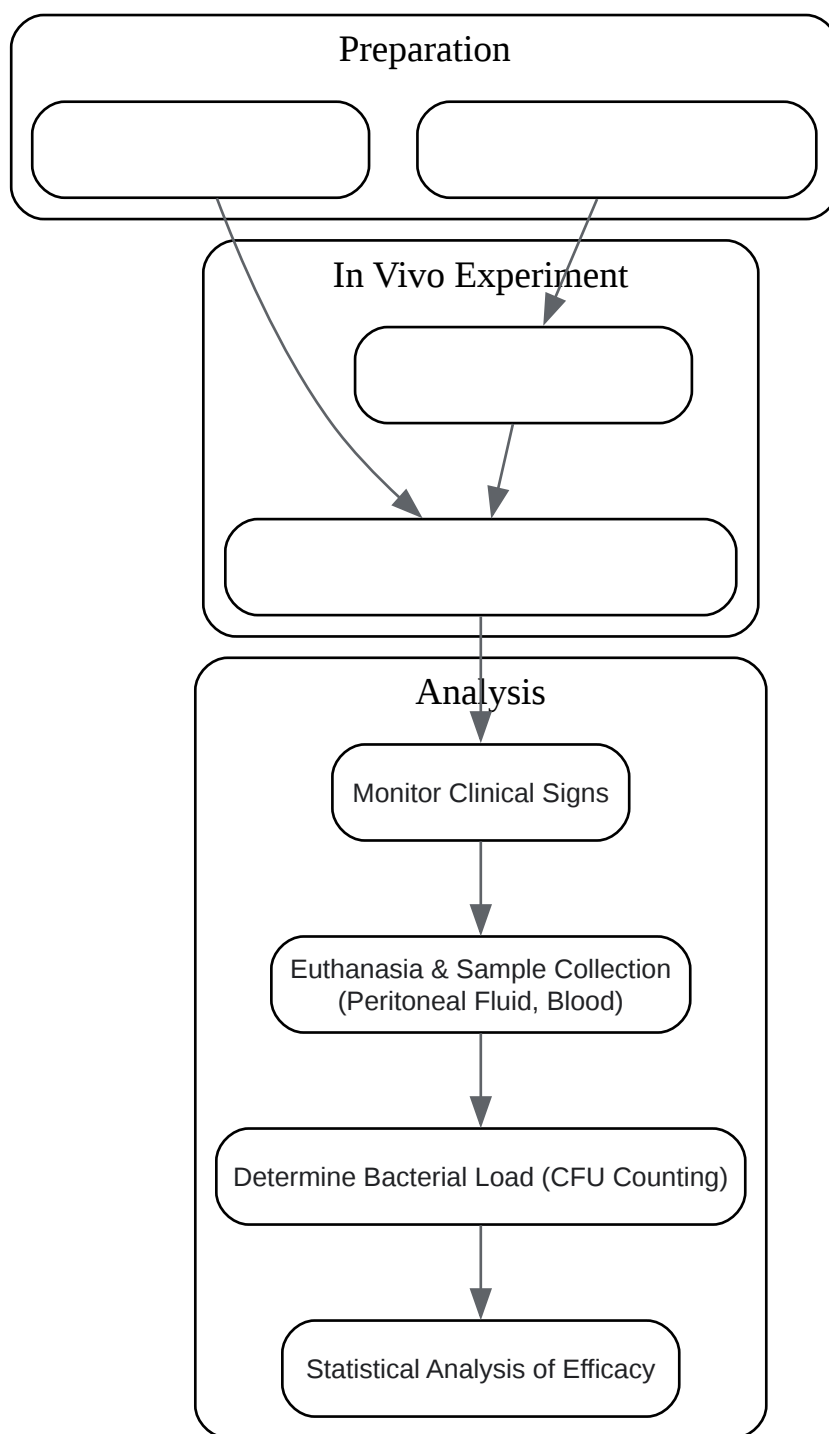 Preparation
In Vivo Experiment
Analysis
Monitor Clinical Signs
Euthanasia & Sample Collection
(Peritoneal Fluid, Blood)
Determine Bacterial Load (CFU Counting)
Statistical Analysis of Efficacy